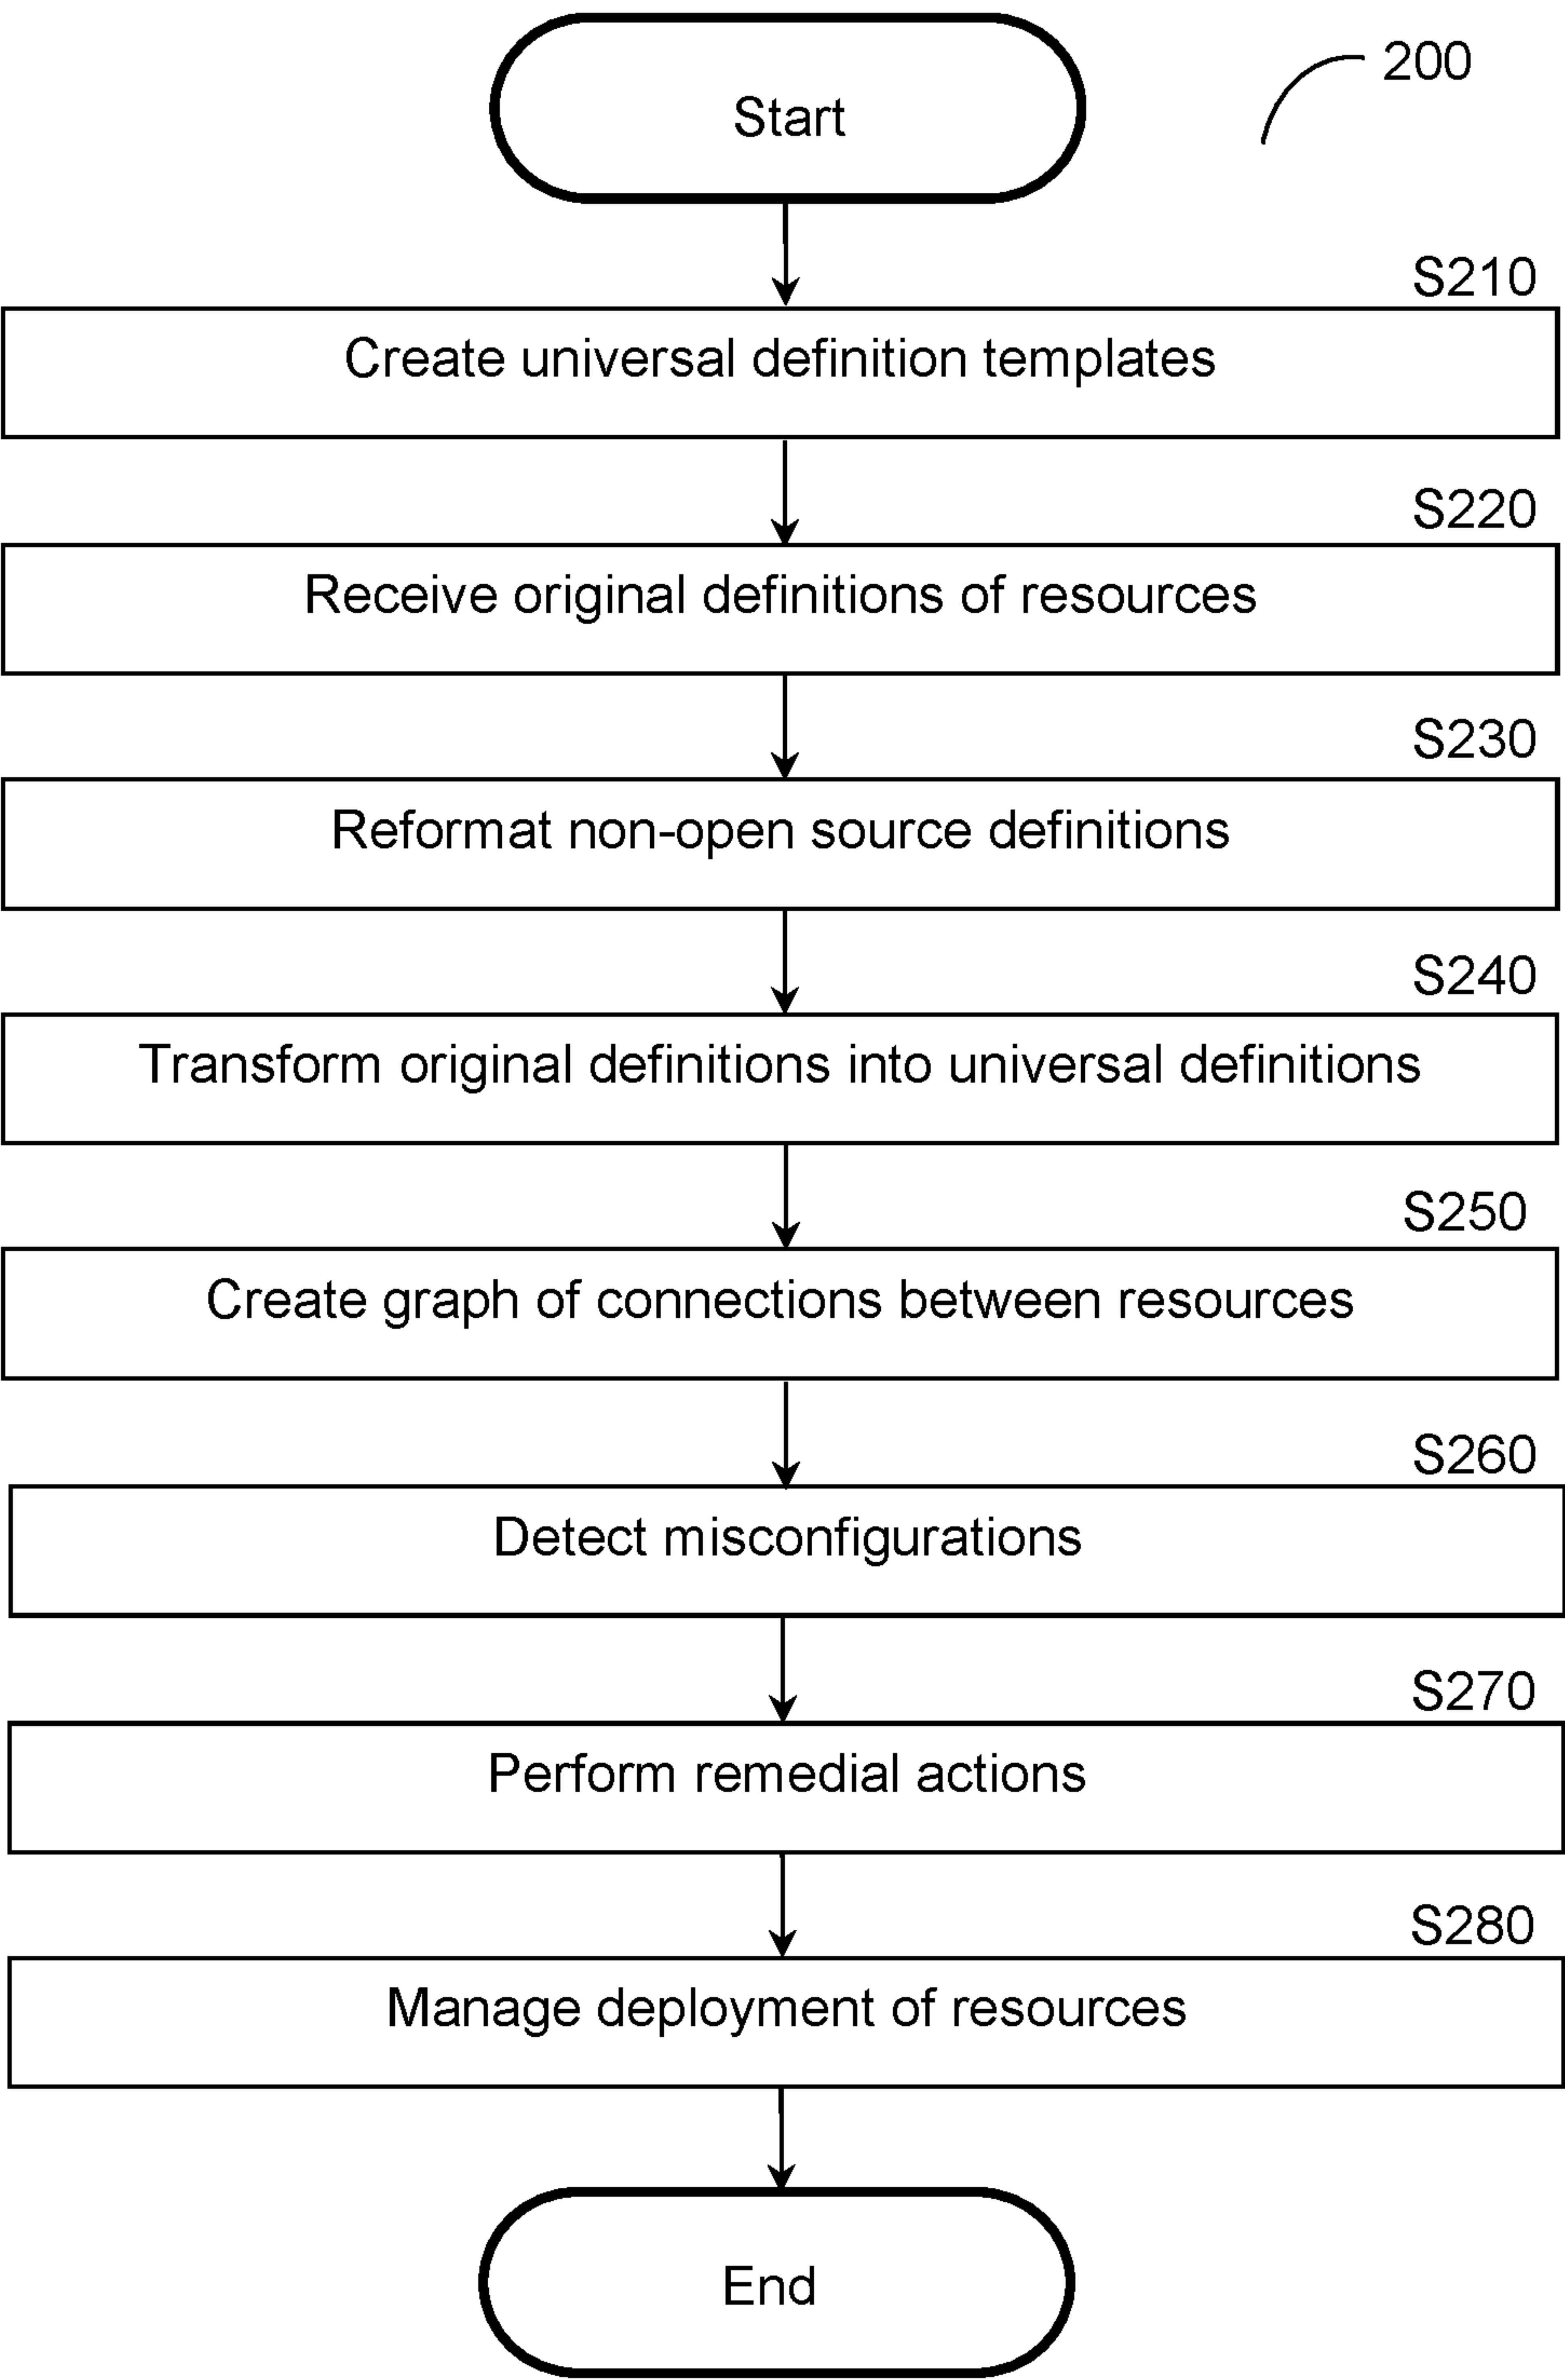 Start
200
S210
Create universal definition templates
S220
Receive original definitions of resources
S230
Reformat non-open source definitions
S240
Transform original definitions into universal definitions
S250
Create graph of connections between resources
S260
Detect misconfigurations
S270
Perform remedial actions
S280
Manage deployment of resources
End